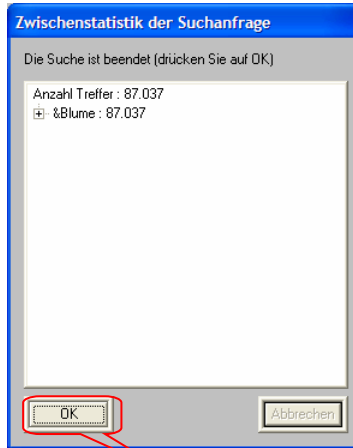 Zwischenstatistik der Suchanfrage
Die Suche ist beendet (drücken Sie auf OK)
Anzahl Treffer : 87.037
&Blume : 87.037
OK
Abbrechen